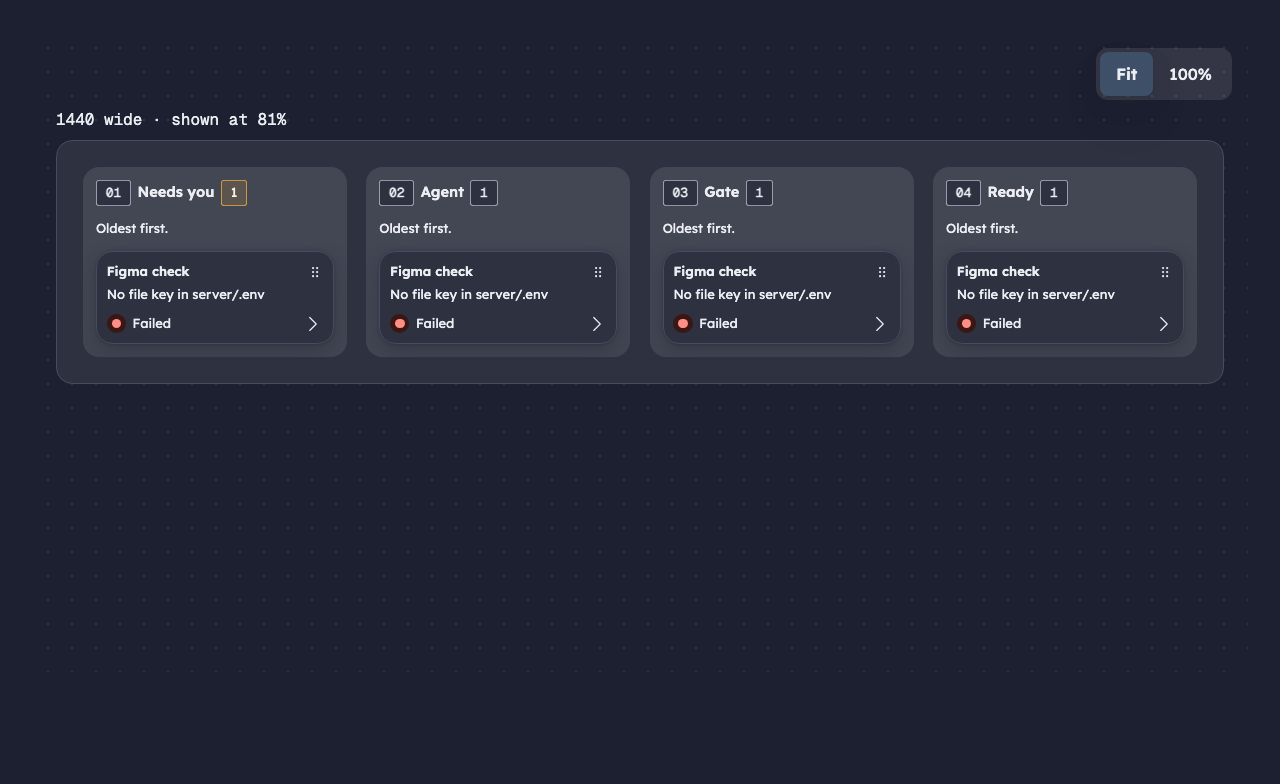 Fit 100%
1440 wide · shown at 81%
01 Needs you 1
Oldest first.
Figma check
No file key in server/.env
Failed
02 Agent 1
Oldest first.
Figma check
No file key in server/.env
Failed
03 Gate 1
Oldest first.
Figma check
No file key in server/.env
Failed
04 Ready 1
Oldest first.
Figma check
No file key in server/.env
Failed